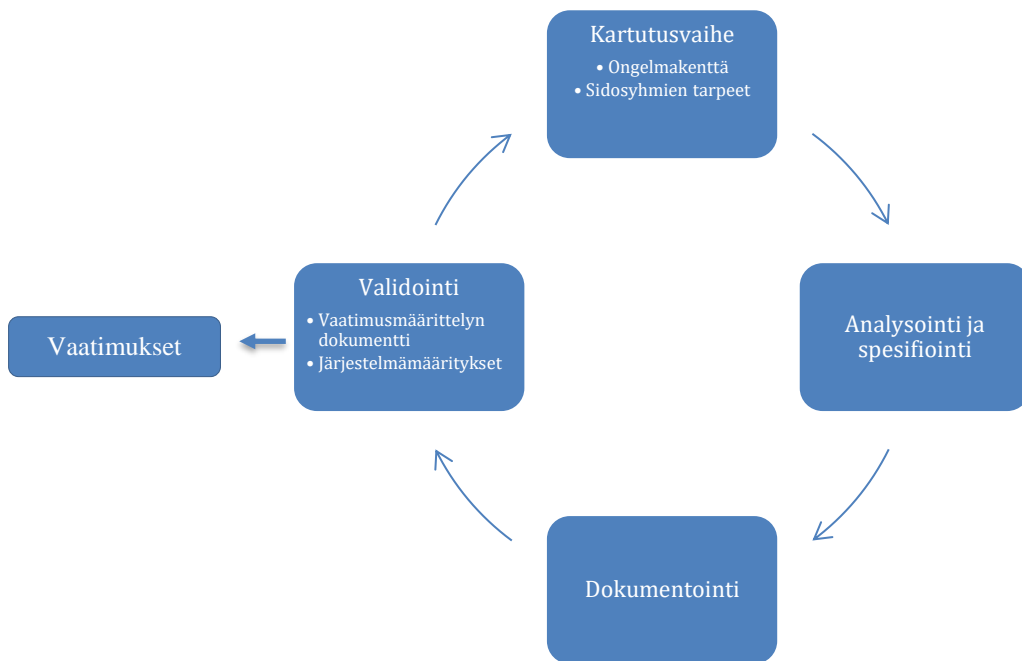 Kartutusvaihe
• Ongelmakenttä
• Sidosyhmien tarpeet
Analysointi ja
spesifiointi
Dokumentointi
Validointi
• Vaatimusmäärittelyn
dokumentti
• Järjestelmämääritykset
Vaatimukset